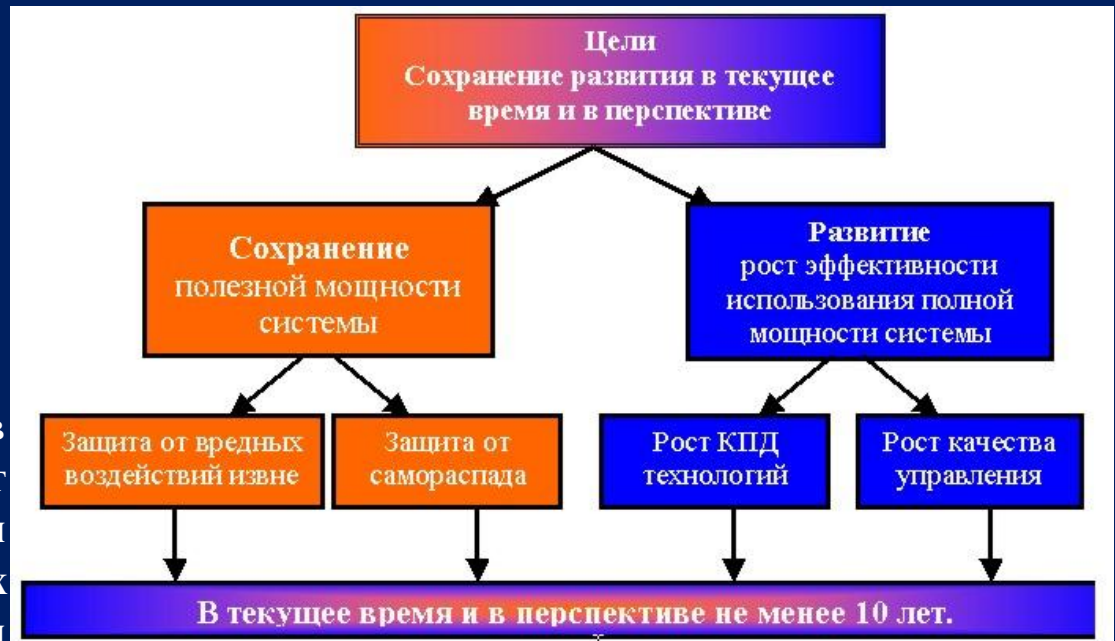 Цели
Сохранение развития в текущее
время и в перспективе
Сохранение
полезной мощности
системы
Развитие
рост эффективности
использования полной
мощности системы
Защита от вредных
воздействий извне
Защита от
самораспада
Рост КПД
технологий
Рост качества
управления
В текущее время и в перспективе не менее 10 лет.